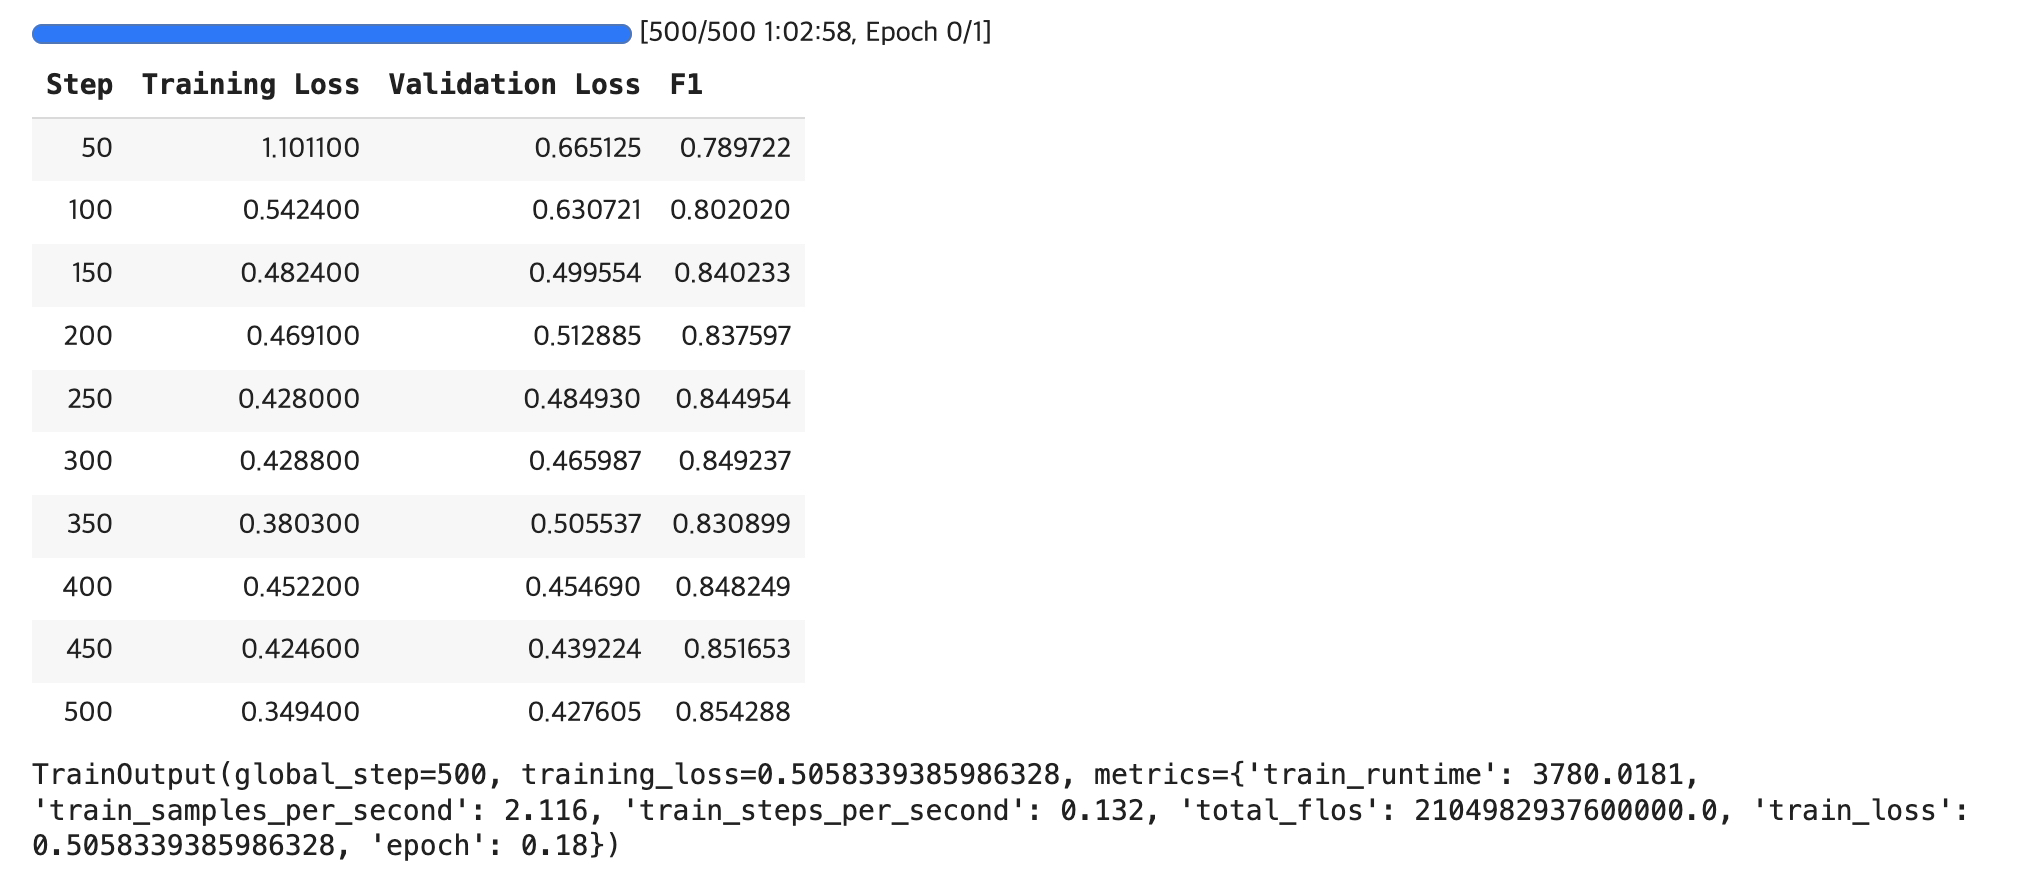 [500/500 1:02:58, Epoch 0/1]
Step Training Loss Validation Loss F1
50 1.101100 0.665125 0.789722
100 0.542400 0.630721 0.802020
150 0.482400 0.499554 0.840233
200 0.469100 0.512885 0.837597
250 0.428000 0.484930 0.844954
300 0.428800 0.465987 0.849237
350 0.380300 0.505537 0.830899
400 0.452200 0.454690 0.848249
450 0.424600 0.439224 0.851653
500 0.349400 0.427605 0.854288
TrainOutput(global_step=500, training_loss=0.5058339385986328, metrics={'train_runtime': 3780.0181,
'train_samples_per_second': 2.116, 'train_steps_per_second': 0.132, 'total_flos': 2104982937600000.0, 'train_loss':
0.5058339385986328, 'epoch': 0.18})